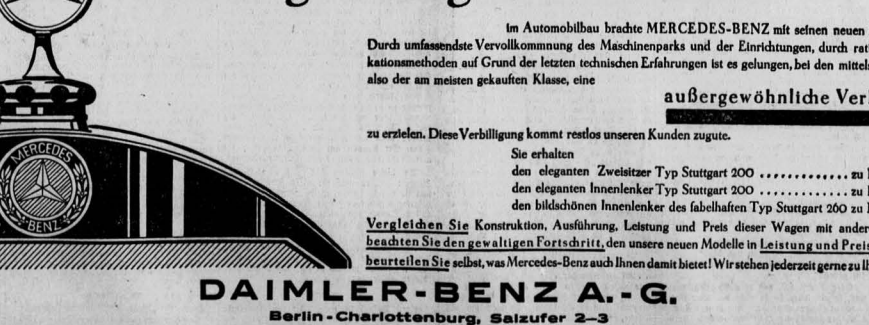 Im Automobilbau brachte MERCEDES-BENZ mit seinen neuen
Durch umfassendste Vervollkommnung des Maschinenparks und der Einrichtungen, durch
kationsmethoden auf Grund der letzten technischen Erfahrungen ist es gelungen, bei den
also der am meisten gekauften Klasse, eine
außergewöhnliche
zu erzielen. Diese Verbilligung kommt restlos unseren Kunden zugute.
Sie erhalten
den eleganten Zweisitzer Typ Stuttgart 200 ............. zu
den eleganten Innenlenker Typ Stuttgart 200 ............ zu
den bildschönen Innenlenker des fabelhaften Typ Stuttgart 260 zu
Vergleichen Sie Konstruktion, Ausführung, Leistung und Preis dieser Wagen mit
beachten Sie den gewaltigen Fortschritt, den unsere neuen Modelle in Leistung und Preis
beurteilen Sie selbst, was Mercedes-Benz auch Ihnen damit bietet! Wir stehen jederzeit gerne zu
MERCEDES
BENZ
DAIMLER-BENZ A.-G.
Berlin-Charlottenburg, Salzufer 2–3